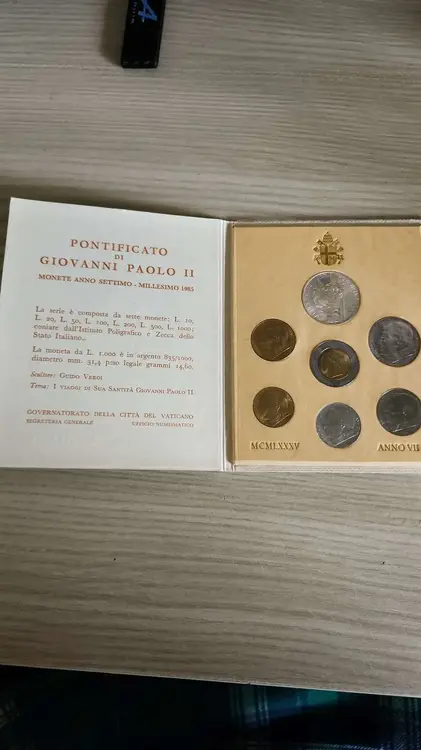 PONTIFICATO
DI
GIOVANNI PAOLO II
MONETE ANNO SETTIMO - MILLESIMO 1985
La serie è composta da sette monete: L. 10,
L. 20, L. 50, L. 100, L. 200, L. 500, L. 1000;
coniate dall'Istituto Poligrafico e Zecca dello
Stato Italiano.
La moneta da L. 1.000 è in argento 835/1000,
diametro mm. 31,4 peso legale grammi 14,60.
Scultore: Guido Veroi
Tema: I viaggi di Sua Santità Giovanni Paolo II
GOVERNATORATO DELLA CITTÀ DEL VATICANO
SEGRETERIA GENERALE UFFICIO NUMISMATICO
MCMLXXXV ANNO VII